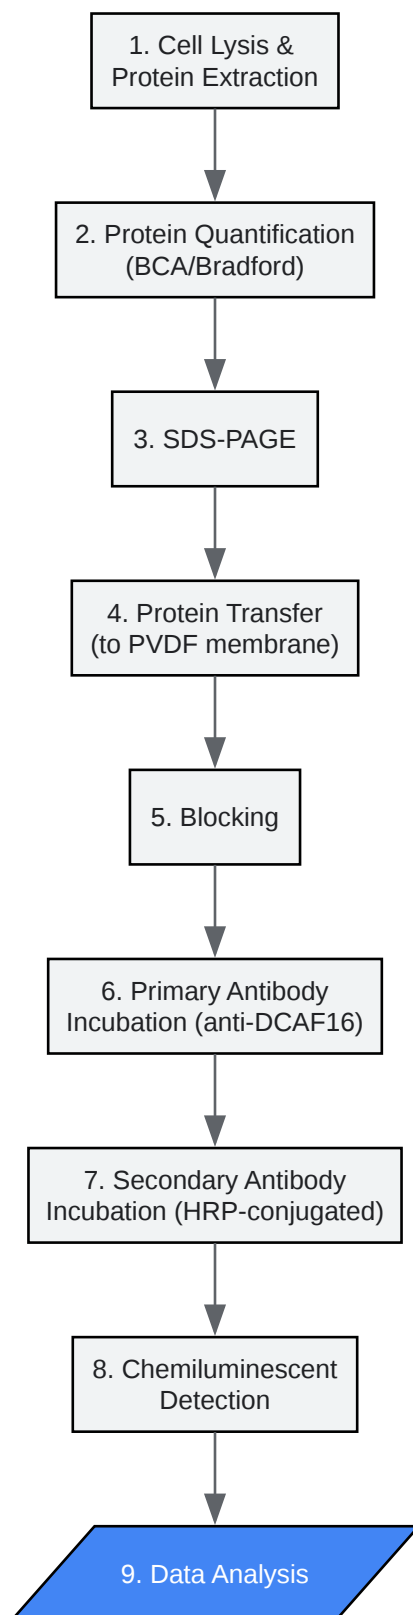 1. Cell Lysis &
Protein Extraction
2. Protein Quantification
(BCA/Bradford)
3. SDS-PAGE
4. Protein Transfer
(to PVDF membrane)
5. Blocking
6. Primary Antibody
Incubation (anti-DCAF16)
7. Secondary Antibody
Incubation (HRP-conjugated)
8. Chemiluminescent
Detection
9. Data Analysis